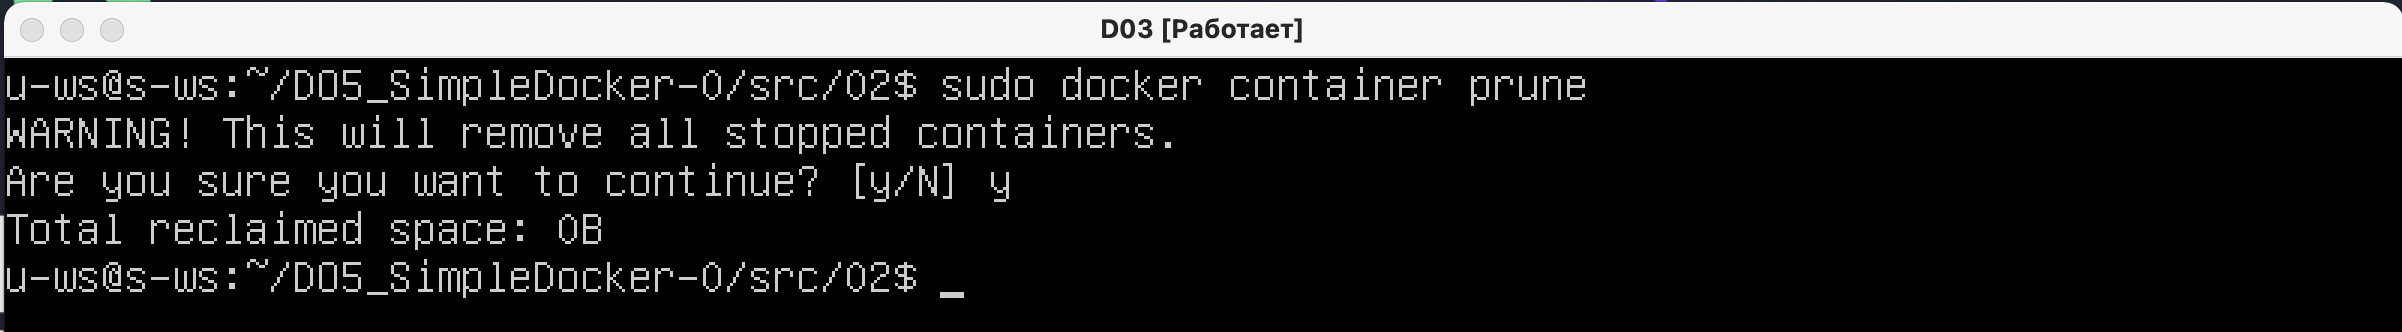 D03 [Работает]
u-ws@s-ws:~/DO5_SimpleDocker-0/src/02$ sudo docker container prune
WARNING! This will remove all stopped containers.
Are you sure you want to continue? [y/N] y
Total reclaimed space: 0B
u-ws@s-ws:~/DO5_SimpleDocker-0/src/02$ _